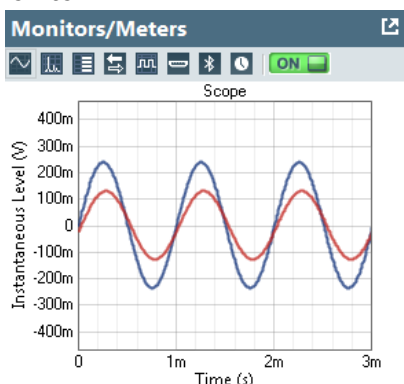 Monitors/Meters
ON
Scope
Instantaneous Level (V)
400m
300m
200m
100m
0
-100m
-200m
-300m
-400m
0 1m 2m 3m
Time (s)